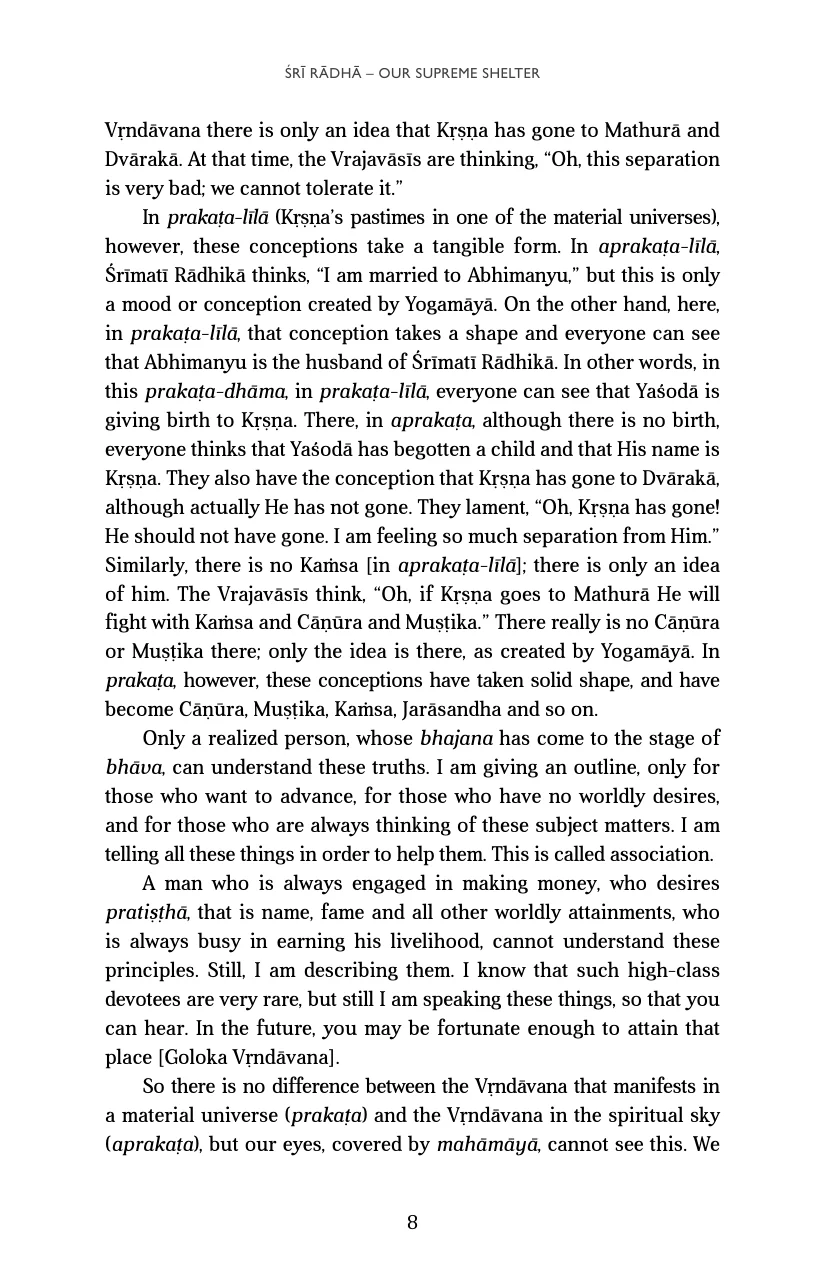 ŚRĪ RĀDHĀ – OUR SUPREME SHELTER
Vṛndāvana there is only an idea that Kṛṣṇa has gone to Mathurā and
Dvārakā. At that time, the Vrajavāsīs are thinking, “Oh, this separation
is very bad; we cannot tolerate it.”
In prakaṭa-līlā (Kṛṣṇa’s pastimes in one of the material universes),
however, these conceptions take a tangible form. In aprakaṭa-līlā,
Śrīmatī Rādhikā thinks, “I am married to Abhimanyu,” but this is only
a mood or conception created by Yogamāyā. On the other hand, here,
in prakaṭa-līlā, that conception takes a shape and everyone can see
that Abhimanyu is the husband of Śrīmatī Rādhikā. In other words, in
this prakaṭa-dhāma, in prakaṭa-līlā, everyone can see that Yaśodā is
giving birth to Kṛṣṇa. There, in aprakaṭa, although there is no birth,
everyone thinks that Yaśodā has begotten a child and that His name is
Kṛṣṇa. They also have the conception that Kṛṣṇa has gone to Dvārakā,
although actually He has not gone. They lament, “Oh, Kṛṣṇa has gone!
He should not have gone. I am feeling so much separation from Him.”
Similarly, there is no Kaṁsa [in aprakaṭa-līlā]; there is only an idea
of him. The Vrajavāsīs think, “Oh, if Kṛṣṇa goes to Mathurā He will
fight with Kaṁsa and Cāṇūra and Muṣṭika.” There really is no Cāṇūra
or Muṣṭika there; only the idea is there, as created by Yogamāyā. In
prakaṭa, however, these conceptions have taken solid shape, and have
become Cāṇūra, Muṣṭika, Kaṁsa, Jarāsandha and so on.
Only a realized person, whose bhajana has come to the stage of
bhāva, can understand these truths. I am giving an outline, only for
those who want to advance, for those who have no worldly desires,
and for those who are always thinking of these subject matters. I am
telling all these things in order to help them. This is called association.
A man who is always engaged in making money, who desires
pratiṣṭhā, that is name, fame and all other worldly attainments, who
is always busy in earning his livelihood, cannot understand these
principles. Still, I am describing them. I know that such high-class
devotees are very rare, but still I am speaking these things, so that you
can hear. In the future, you may be fortunate enough to attain that
place [Goloka Vṛndāvana].
So there is no difference between the Vṛndāvana that manifests in
a material universe (prakaṭa) and the Vṛndāvana in the spiritual sky
(aprakaṭa), but our eyes, covered by mahāmāyā, cannot see this. We
8